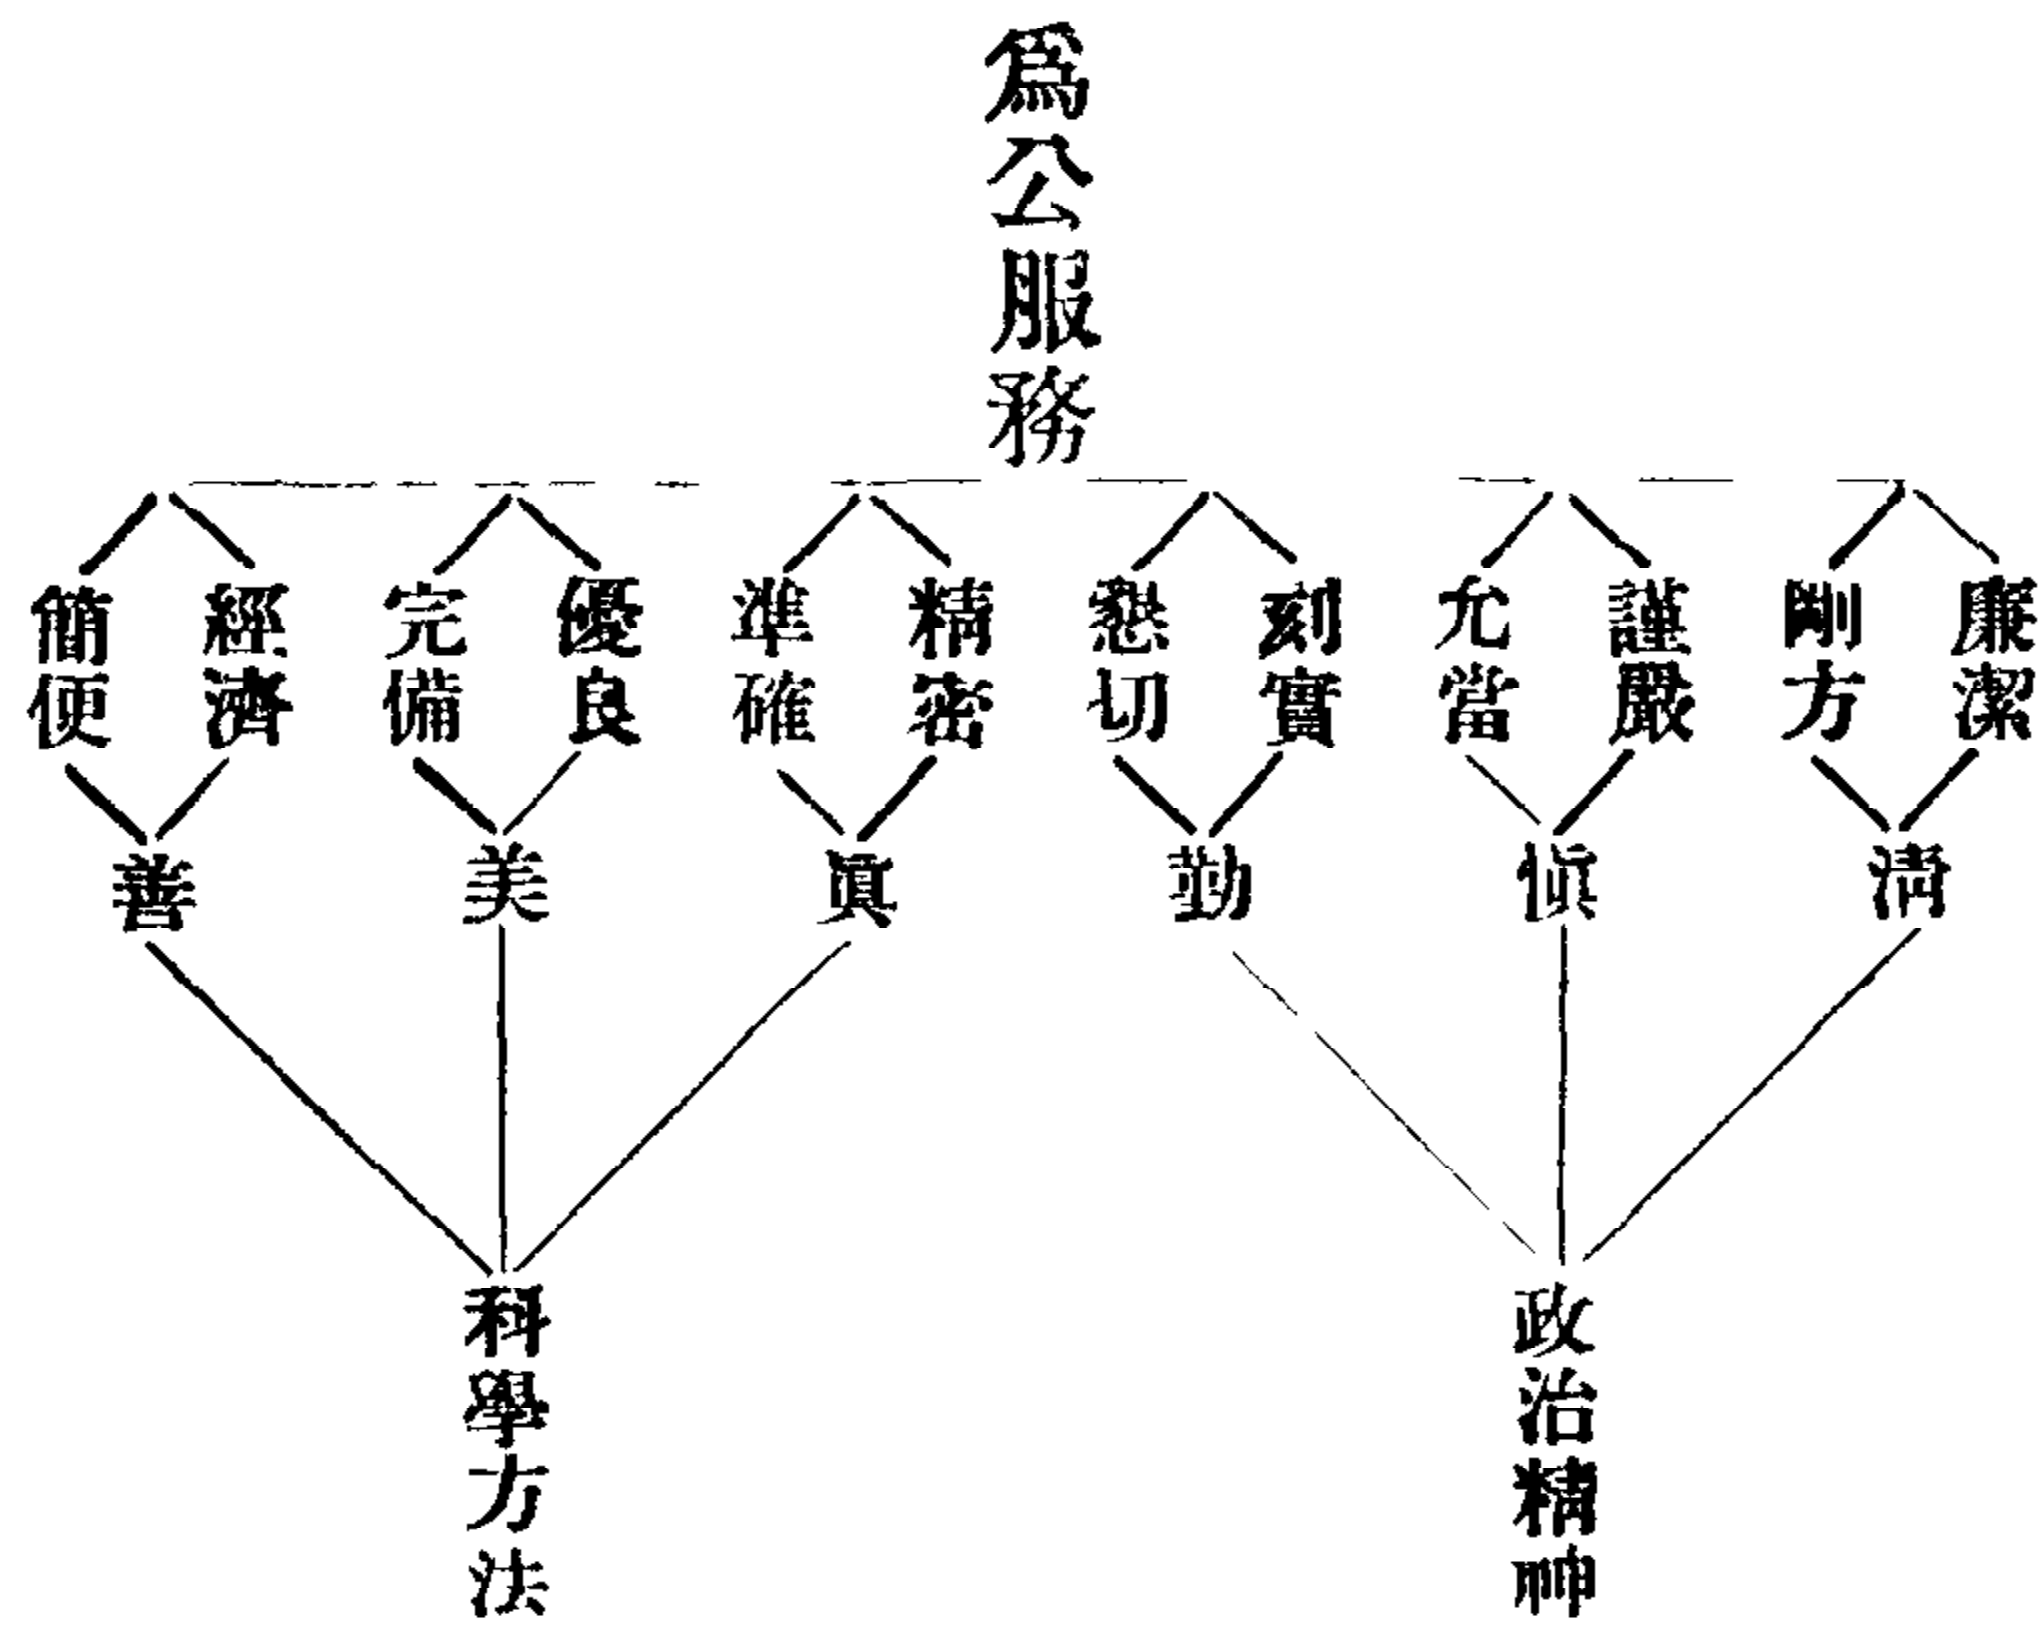 爲公服務
廉潔
剛方
謹嚴
允當
刻實
懇切
精密
準確
優良
完備
經濟
簡便
淸
愼
勤
眞
美
善
政治精神
科學方法